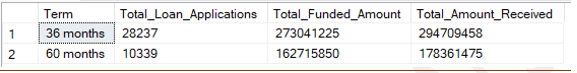 Term Total_Loan_Applications Total_Funded_Amount Total_Amount_Received
1 36 months 28237 273041225 294709458
2 60 months 10339 162715850 178361475